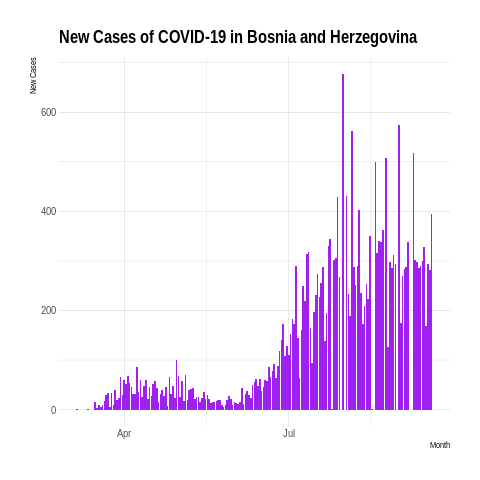 New Cases of COVID-19 in Bosnia and Herzegovina
New Cases
600
400
200
0
Apr
Jul
Month